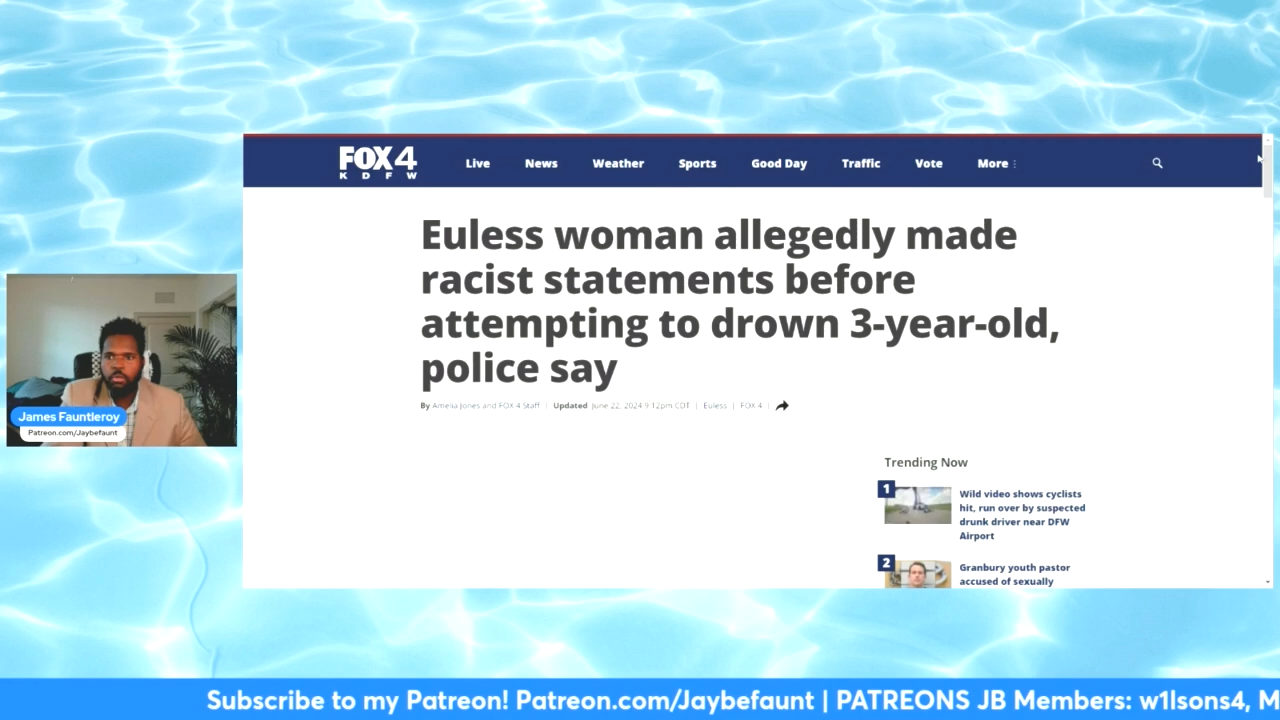 FOX 4
K D F W
Live News Weather Sports Good Day Traffic Vote More
Euless woman allegedly made
racist statements before
attempting to drown 3-year-old,
police say
By Amelia Jones and FOX 4 Staff | Updated June 22, 2024 9:12pm CDT | Euless | FOX 4 |
James Fauntleroy
Patreon.com/Jaybefaunt
Trending Now
1
Wild video shows cyclists
hit, run over by suspected
drunk driver near DFW
Airport
2
Granbury youth pastor
accused of sexually
Subscribe to my Patreon! Patreon.com/Jaybefaunt | PATREONS JB Members: w1lsons4, M